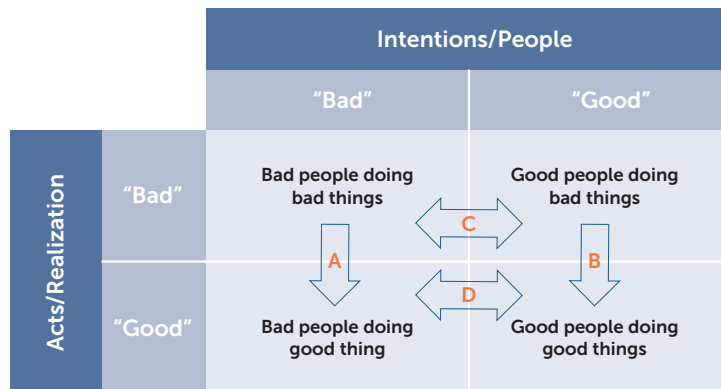 Intentions/People
“Bad”
“Good”
Acts/Realization
“Bad”
Bad people doing
bad things
Good people doing
bad things
C
A
B
D
“Good”
Bad people doing
good thing
Good people doing
good things